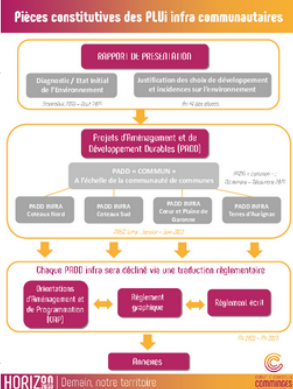 Pièces constitutives des PLUi infra communautaires
RAPPORT DE PRESENTATION
Diagnostic / Etat Initial
de l'Environnement
Justification des choix de développement
et incidences sur l'environnement
Projets d'Aménagement et de
Développement Durables (PADD)
PADD « COMMUN »
A l'échelle de la communauté de communes
PADD INFRA
Coteaux Nord
PADD INFRA
Coteaux Sud
PADD INFRA
Cœur et Plaine de
Garonne
PADD INFRA
Terres d'Aurignac
Chaque PADD infra sera décliné via une traduction règlementaire
Orientations
d'Aménagement et
de Programmation
(OAP)
Règlement
graphique
Règlement écrit
Annexes
HORIZON
Demain, notre territoire
COMMINGES